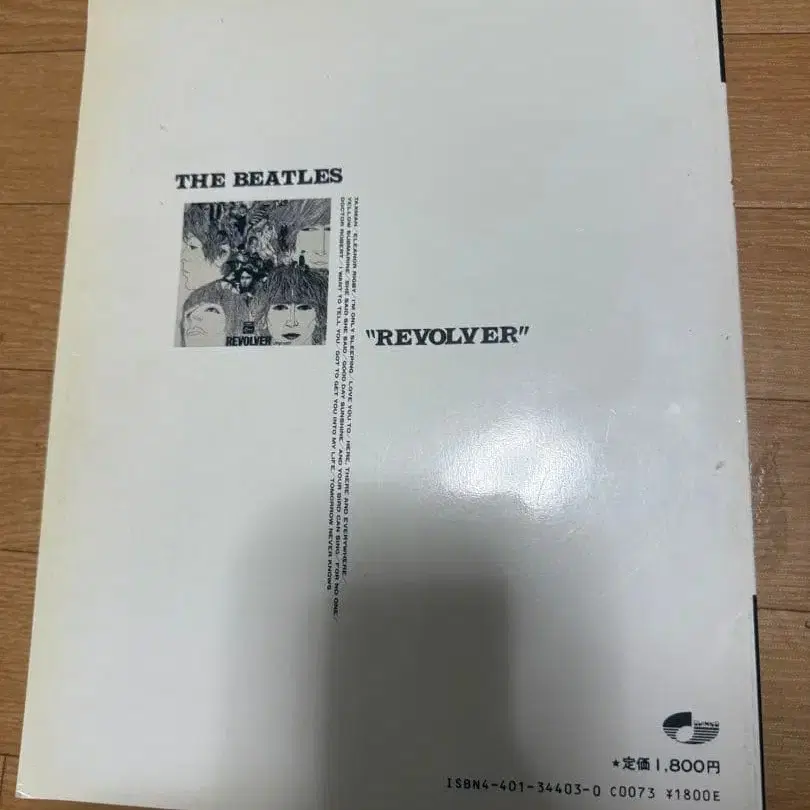 THE BEATLES
REVOLVER
TAXMAN/ELEANOR RIGBY/I'M ONLY SLEEPING/LOVE YOU TO/HERE, THERE AND EVERYWHERE/
YELLOW SUBMARINE/SHE SAID SHE SAID/GOOD DAY SUNSHINE/AND YOUR BIRD CAN SING/FOR NO ONE/
DOCTOR ROBERT/I WANT TO TELL YOU/GOT TO GET YOU INTO MY LIFE/TOMORROW NEVER KNOWS
"REVOLVER"
★定価1,800円
ISBN4-401-34403-0 C0073 ¥1800E